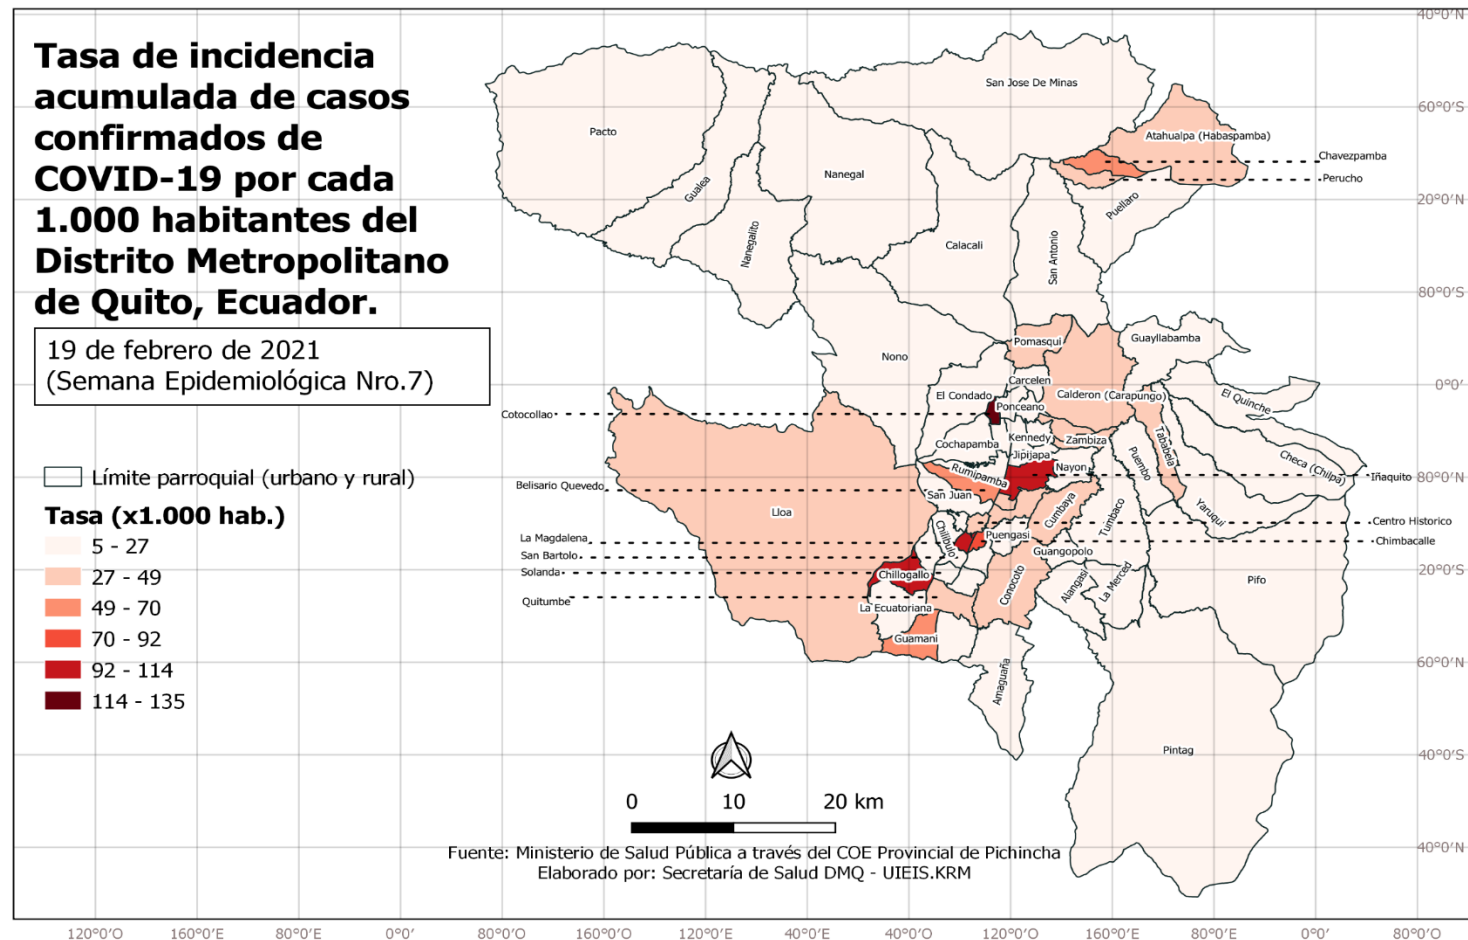 Tasa de incidencia
acumulada de casos
confirmados de
COVID-19 por cada
1.000 habitantes del
Distrito Metropolitano
de Quito, Ecuador.
19 de febrero de 2021
(Semana Epidemiológica Nro.7)
Límite parroquial (urbano y rural)
Tasa (x1.000 hab.)
5 - 27
27 - 49
49 - 70
70 - 92
92 - 114
114 - 135
San Jose De Minas
Pacto
Atahualpa (Habaspamba)
Chavezpamba
Perucho
Nanegal
Gualea
Puellaro
Nanegalito
Calacali
San Antonio
Pomasqui
Guayllabamba
Nono
Carcelen
El Condado
Ponceano
Calderon (Carapungo)
El Quinche
Cotocollao
Cochapamba
Kennedy
Zambiza
Tababela
Jipijapa
Nayon
Puembo
Checa (Chilpa)
Iñaquito
Rumipamba
Belisario Quevedo
San Juan
Lloa
Cumbaya
Tumbaco
Yaruqui
Centro Historico
Chilibulo
Puengasi
Chimbacalle
La Magdalena
San Bartolo
Guangopolo
Solanda
Chillogallo
Conocoto
Alangasi
La Merced
Pifo
Quitumbe
La Ecuatoriana
Guamani
Amaguaña
Pintag
0 10 20 km
Fuente: Ministerio de Salud Pública a través del COE Provincial de Pichincha
Elaborado por: Secretaría de Salud DMQ - UIEIS.KRM
40°0'N
60°0'S
20°0'N
80°0'S
0°0'
80°0'N
20°0'S
60°0'N
40°0'S
40°0'N
120°0'O 160°0'E 80°0'E 0°0' 80°0'O 160°0'O 120°0'E 40°0'E 120°0'O 160°0'E 80°0'E 0°0' 80°0'O